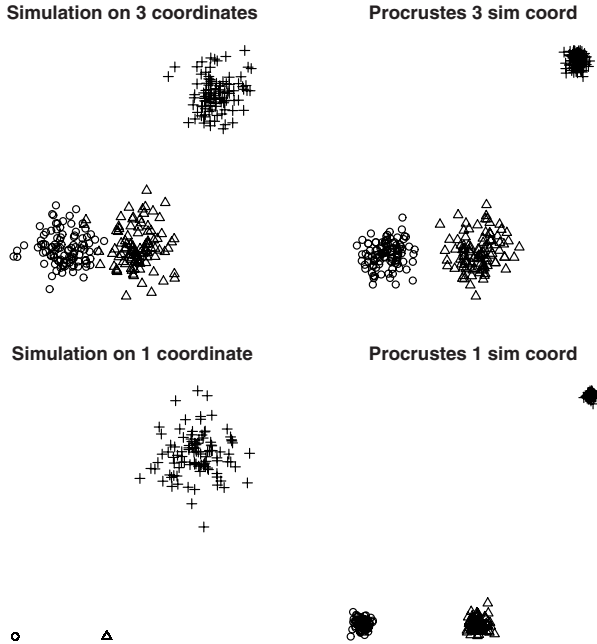 Simulation on 3 coordinates
Procrustes 3 sim coord
Simulation on 1 coordinate
Procrustes 1 sim coord